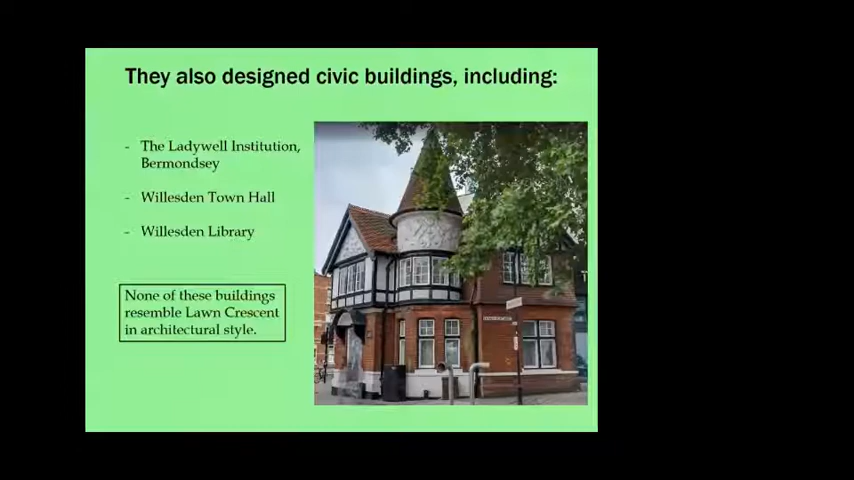 They also designed civic buildings, including:
- The Ladywell Institution,
Bermondsey
- Willesden Town Hall
- Willesden Library
None of these buildings
resemble Lawn Crescent
in architectural style.